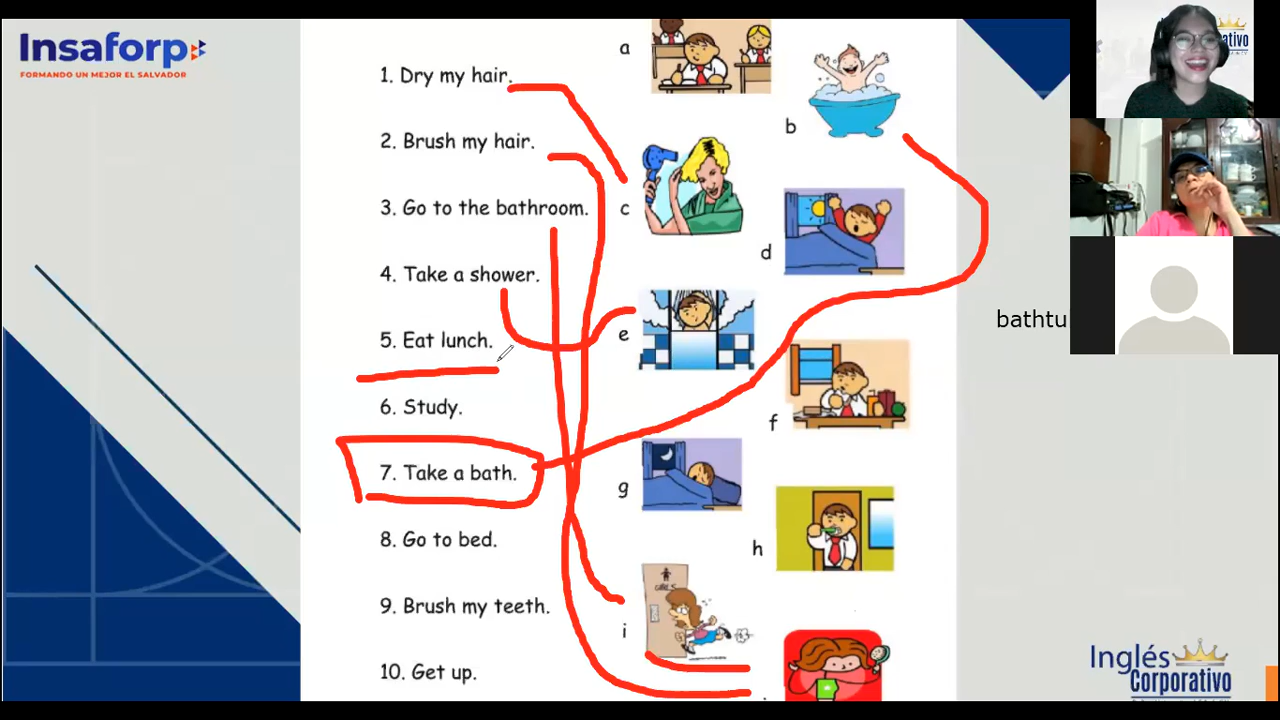 Insaforp
FORMANDO UN MEJOR EL SALVADOR
1. Dry my hair.
2. Brush my hair.
3. Go to the bathroom.
4. Take a shower.
5. Eat lunch.
6. Study.
7. Take a bath.
8. Go to bed.
9. Brush my teeth.
10. Get up.
a
b
c
d
e
f
g
h
i
GIRLS
bathtu
Inglés
Corporativo